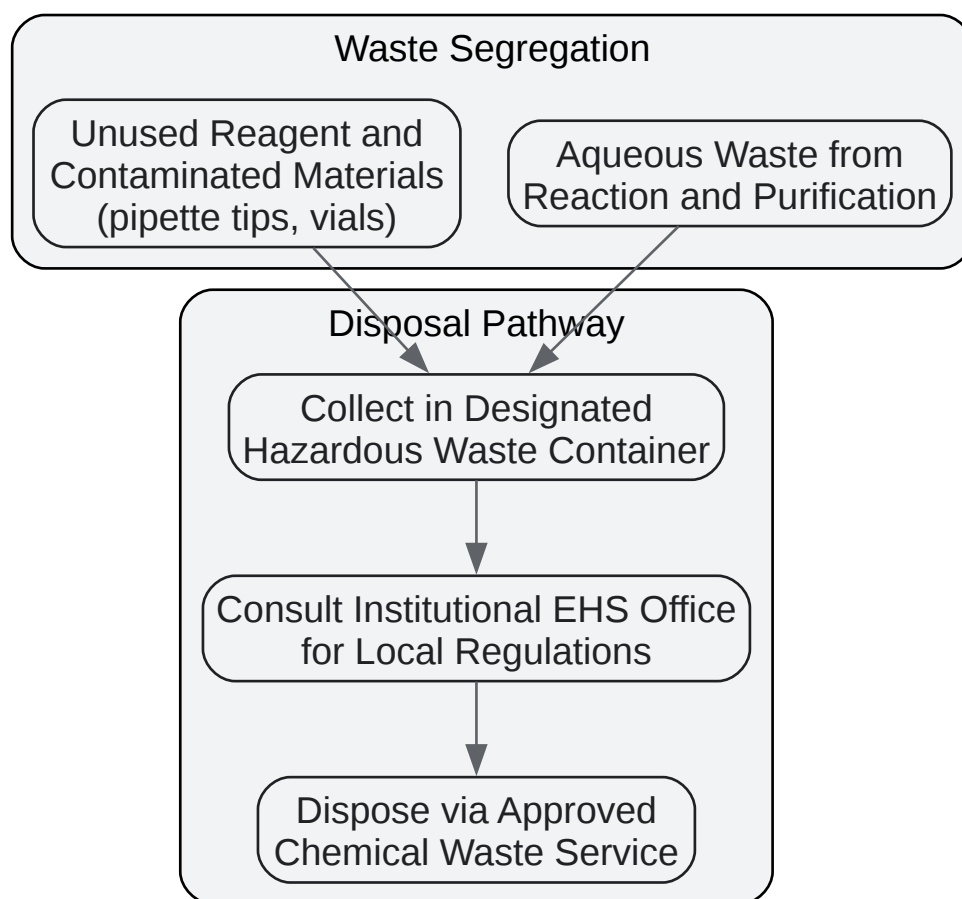 Waste Segregation
Unused Reagent and
Contaminated Materials
(pipette tips, vials)
Aqueous Waste from
Reaction and Purification
Disposal Pathway
Collect in Designated
Hazardous Waste Container
Consult Institutional EHS Office
for Local Regulations
Dispose via Approved
Chemical Waste Service